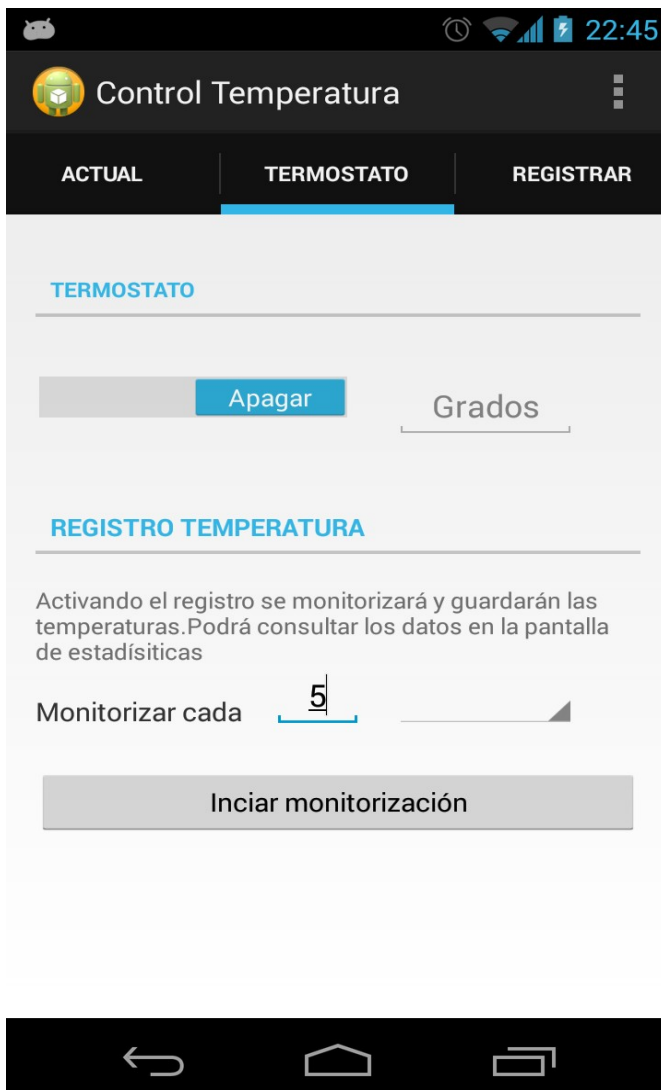 22:45
Control Temperatura
ACTUAL TERMOSTATO REGISTRAR
TERMOSTATO
Apagar Grados
REGISTRO TEMPERATURA
Activando el registro se monitorizará y guardarán las
temperaturas.Podrá consultar los datos en la pantalla
de estadísiticas
Monitorizar cada 5
Inciar monitorización